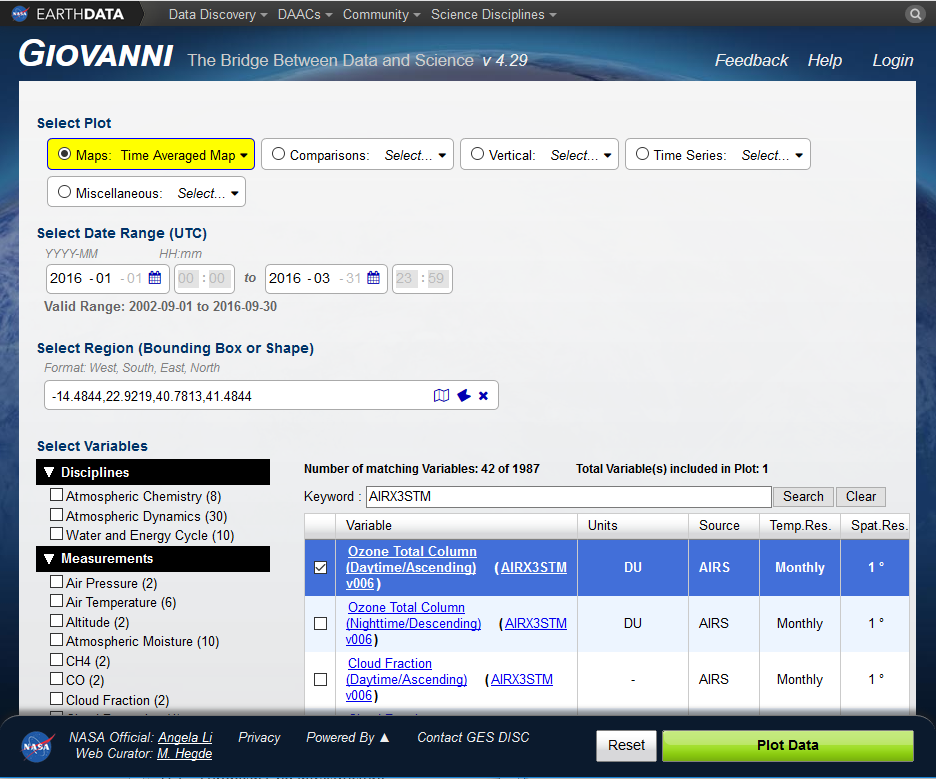 EARTHDATA Data Discovery DAACs Community Science Disciplines
GIOVANNI The Bridge Between Data and Science v 4.29 Feedback Help Login
Select Plot
Maps: Time Averaged Map Comparisons: Select... Vertical: Select... Time Series: Select...
Miscellaneous: Select...
Select Date Range (UTC)
YYYY-MM HH:mm
2016 - 01 - 01 00 : 00 to 2016 - 03 - 31 23 : 59
Valid Range: 2002-09-01 to 2016-09-30
Select Region (Bounding Box or Shape)
Format: West, South, East, North
-14.4844,22.9219,40.7813,41.4844
Select Variables
Disciplines
Atmospheric Chemistry (8)
Atmospheric Dynamics (30)
Water and Energy Cycle (10)
Measurements
Air Pressure (2)
Air Temperature (6)
Altitude (2)
Atmospheric Moisture (10)
CH4 (2)
CO (2)
Cloud Fraction (2)
Number of matching Variables: 42 of 1987 Total Variable(s) included in Plot: 1
Keyword : AIRX3STM Search Clear
Variable Units Source Temp.Res. Spat.Res.
Ozone Total Column
(Daytime/Ascending) (AIRX3STM DU AIRS Monthly 1 °
v006)
Ozone Total Column
(Nighttime/Descending) (AIRX3STM DU AIRS Monthly 1 °
v006)
Cloud Fraction
(Daytime/Ascending) (AIRX3STM - AIRS Monthly 1 °
v006)
NASA NASA Official: Angela Li Privacy Powered By ▲ Contact GES DISC
Web Curator: M. Hegde
Reset Plot Data